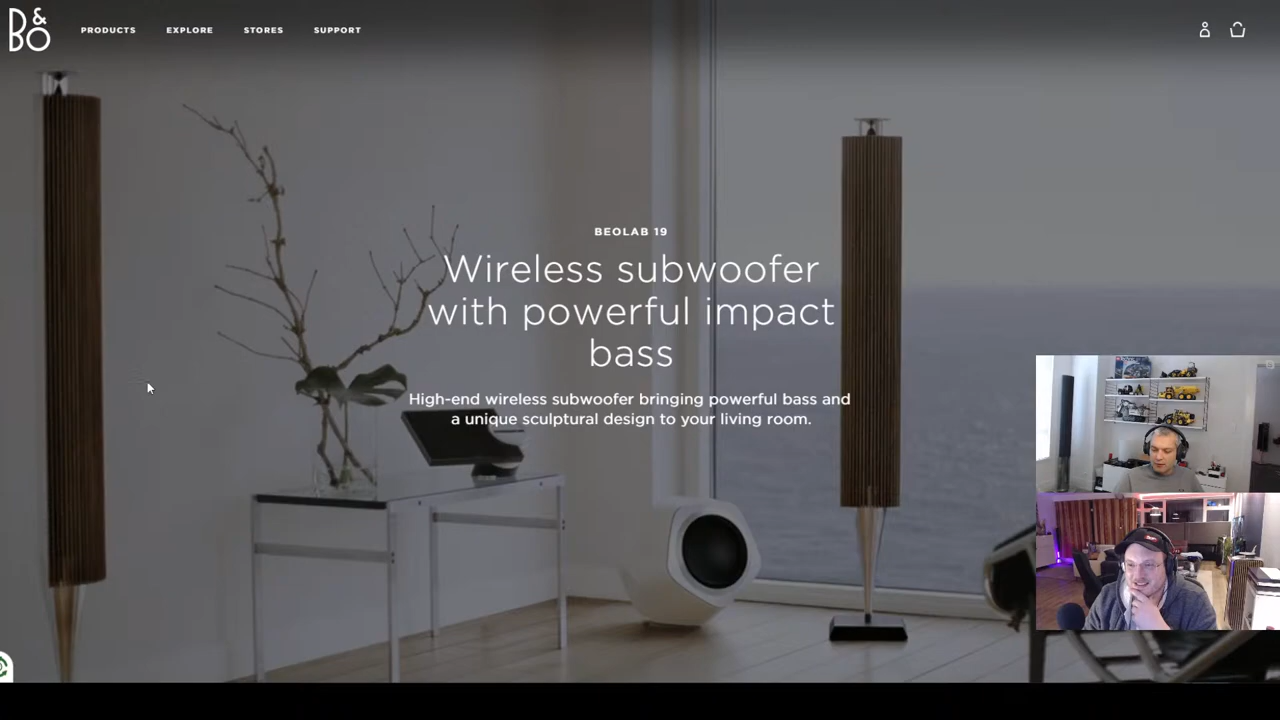 B&O
PRODUCTS
EXPLORE
STORES
SUPPORT
BEOLAB 19
Wireless subwoofer
with powerful impact
bass
High-end wireless subwoofer bringing powerful bass and
a unique sculptural design to your living room.